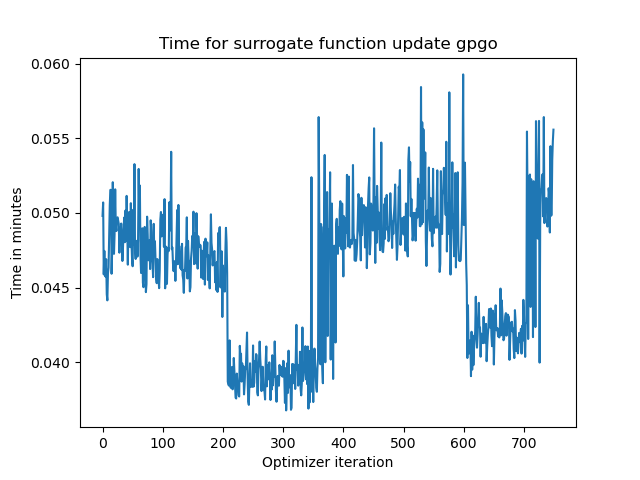 Time for surrogate function update gpgo
0.060
0.055
0.050
0.045
0.040
Time in minutes
0 100 200 300 400 500 600 700
Optimizer iteration